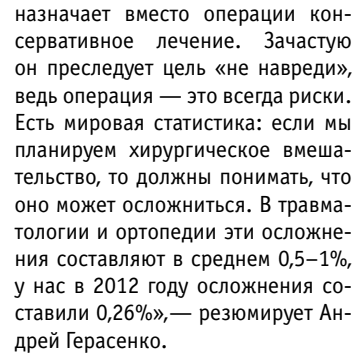 назначает вместо операции кон-
сервативное лечение. Зачастую
он преследует цель «не навреди»,
ведь операция — это всегда риски.
Есть мировая статистика: если мы
планируем хирургическое вмеша-
тельство, то должны понимать, что
оно может осложниться. В травма-
тологии и ортопедии эти осложне-
ния составляют в среднем 0,5–1%,
у нас в 2012 году осложнения со-
ставили 0,26%»,— резюмирует Ан-
дрей Герасенко.